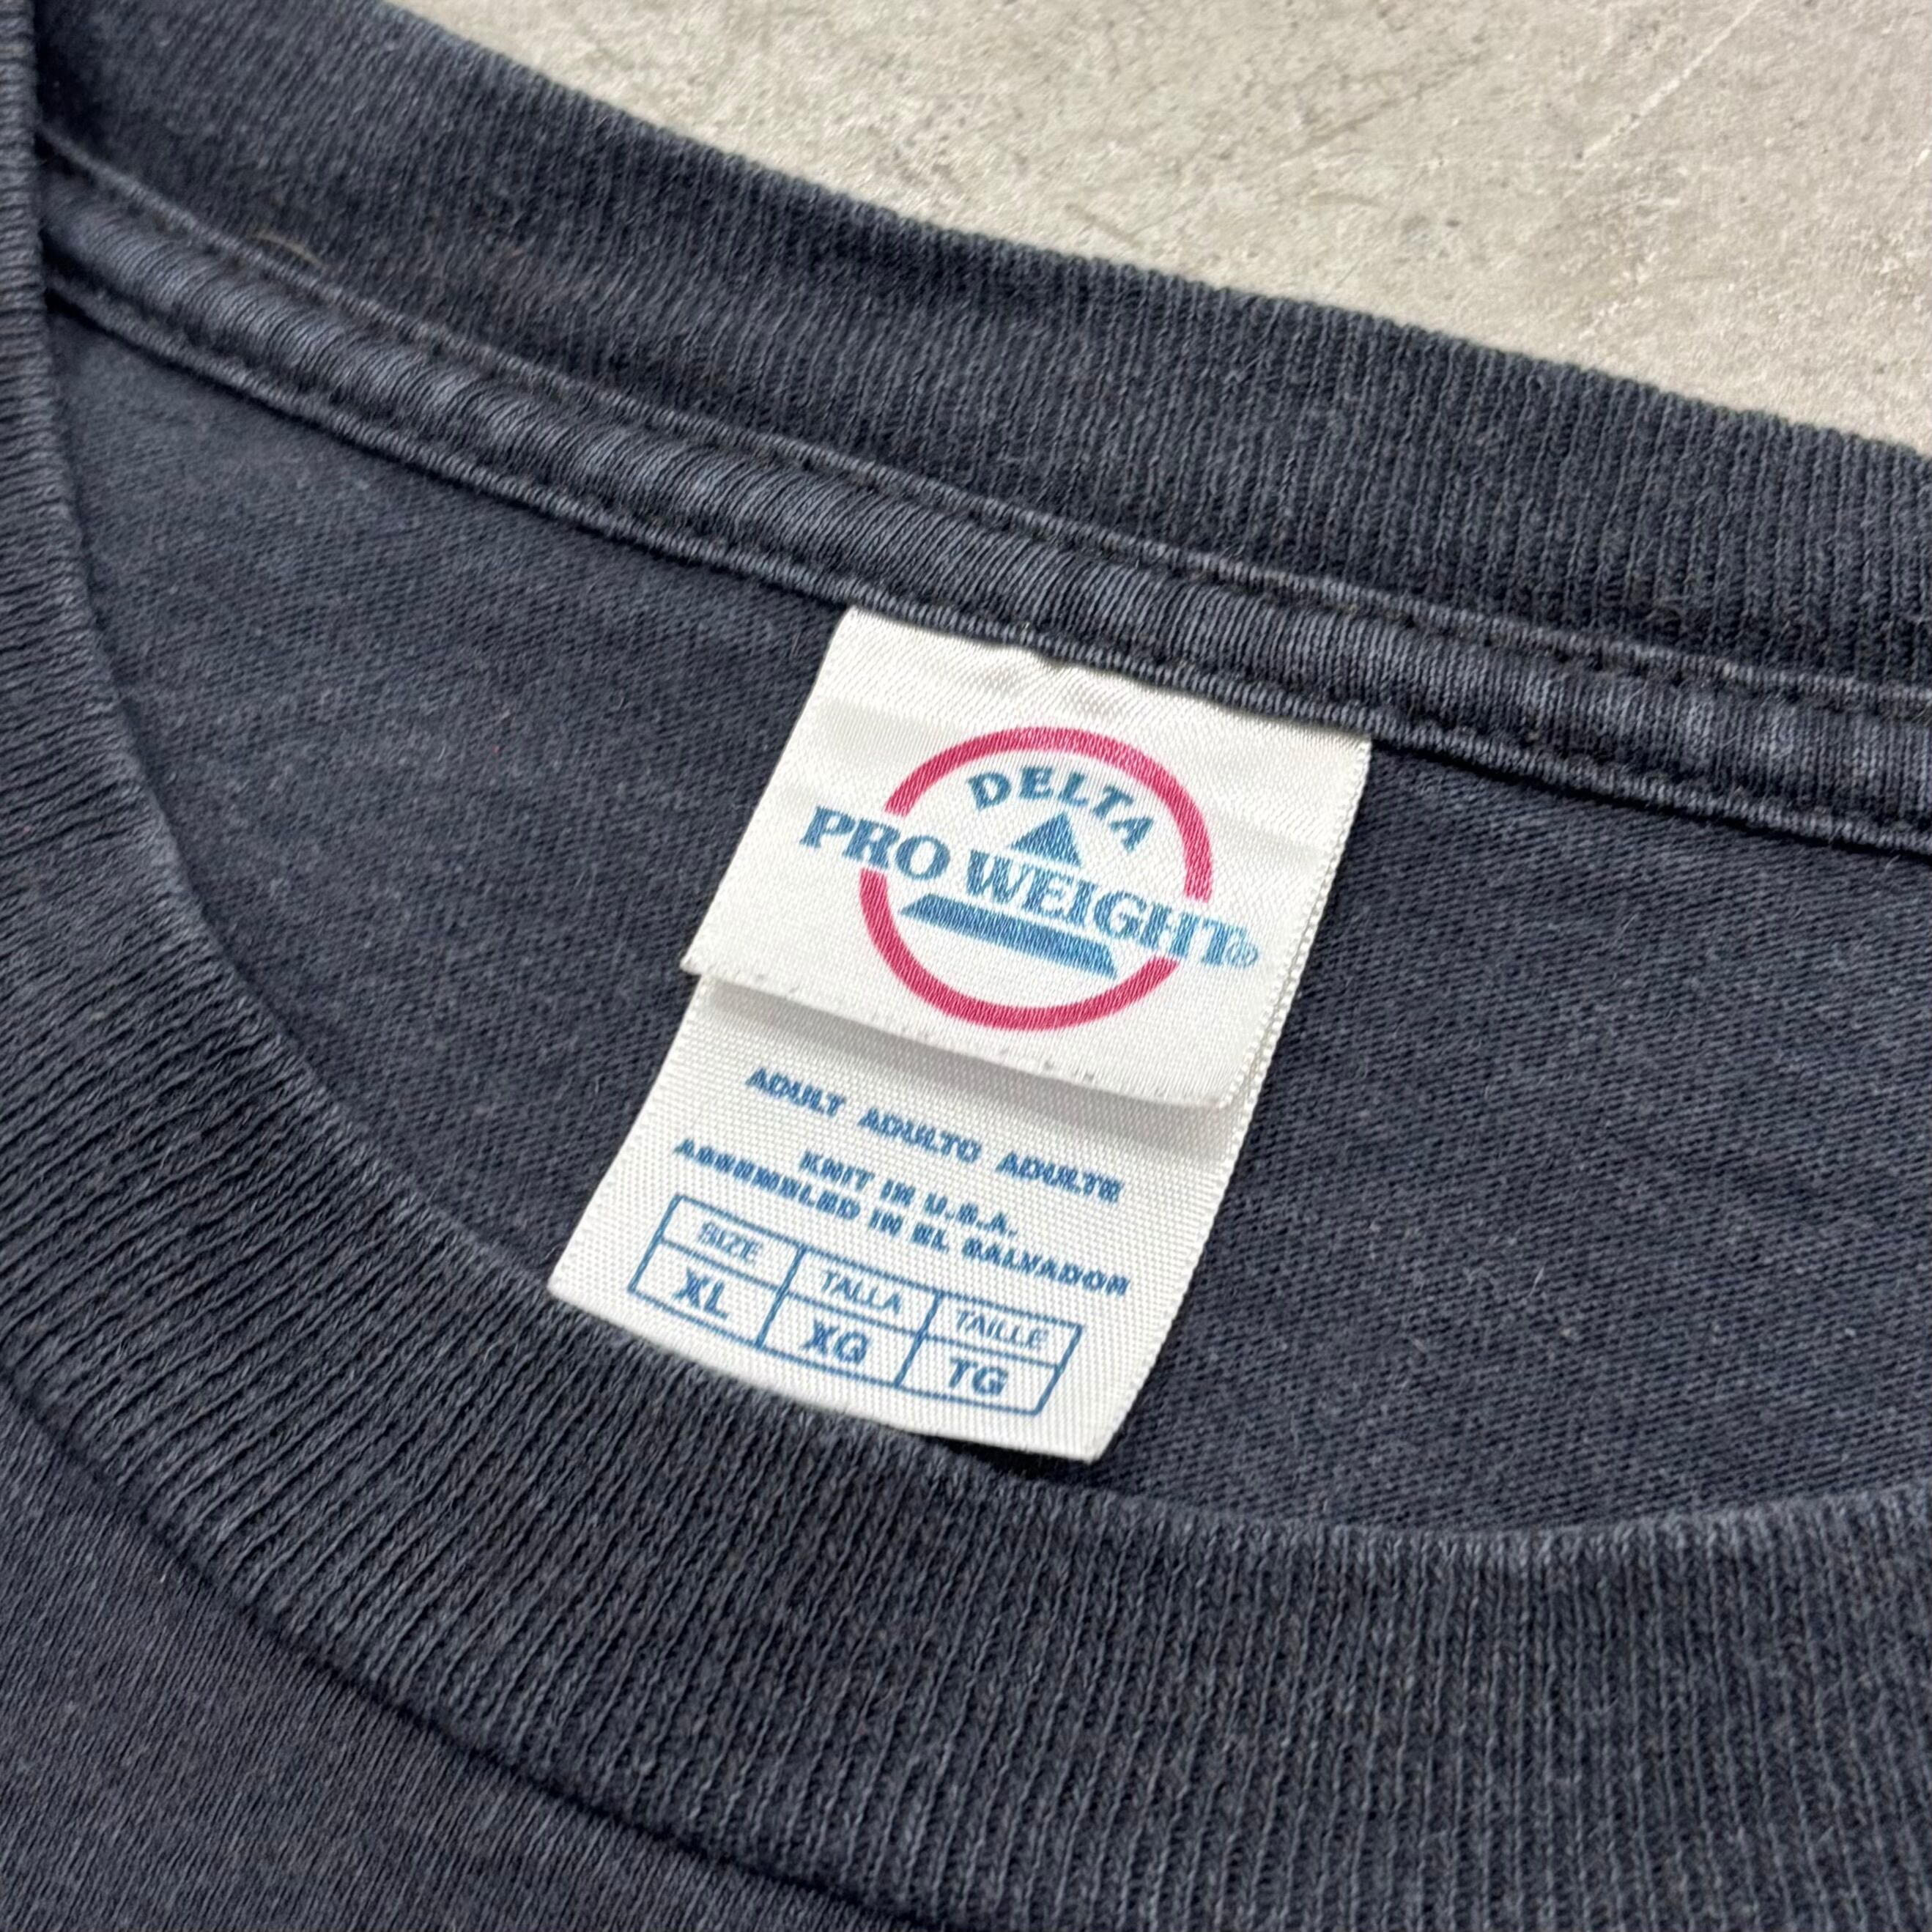 DELTA
PRO WEIGHT®
ADULT ADULTO ADULTE
KNIT IN U.S.A.
ASSEMBLED IN EL SALVADOR
SIZE TALLA TAILLE
XL XG TG